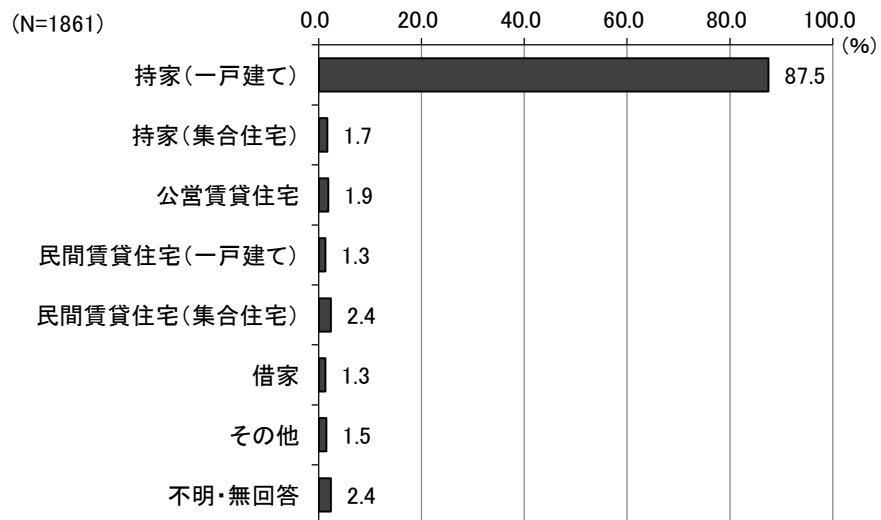 (N=1861)
0.0 20.0 40.0 60.0 80.0 100.0
(%)
持家(一戸建て) 87.5
持家(集合住宅) 1.7
公営賃貸住宅 1.9
民間賃貸住宅(一戸建て) 1.3
民間賃貸住宅(集合住宅) 2.4
借家 1.3
その他 1.5
不明・無回答 2.4